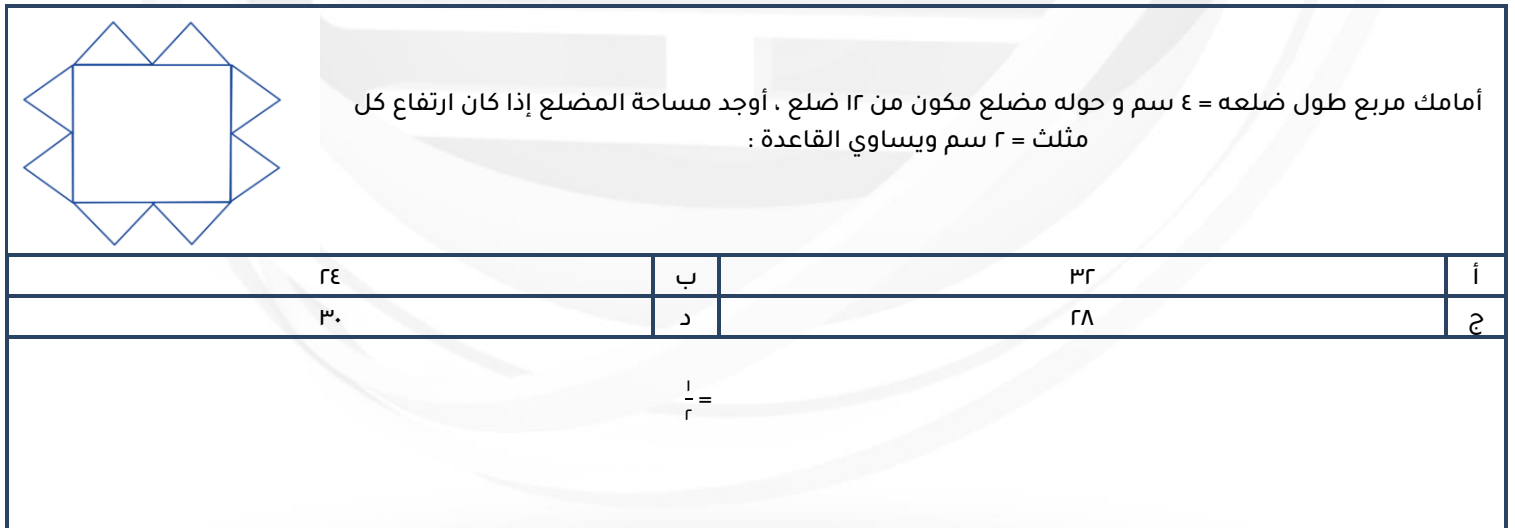 أمامك مربع طول ضلعه = ٤ سم و حوله مضلع مكون من ١٢ ضلع ، أوجد مساحة المضلع إذا كان ارتفاع كل
مثلث = ٢ سم ويساوي القاعدة :
أ ٣٢ ب ٢٤
ج ٢٨ د ٣٠
= ١/٢